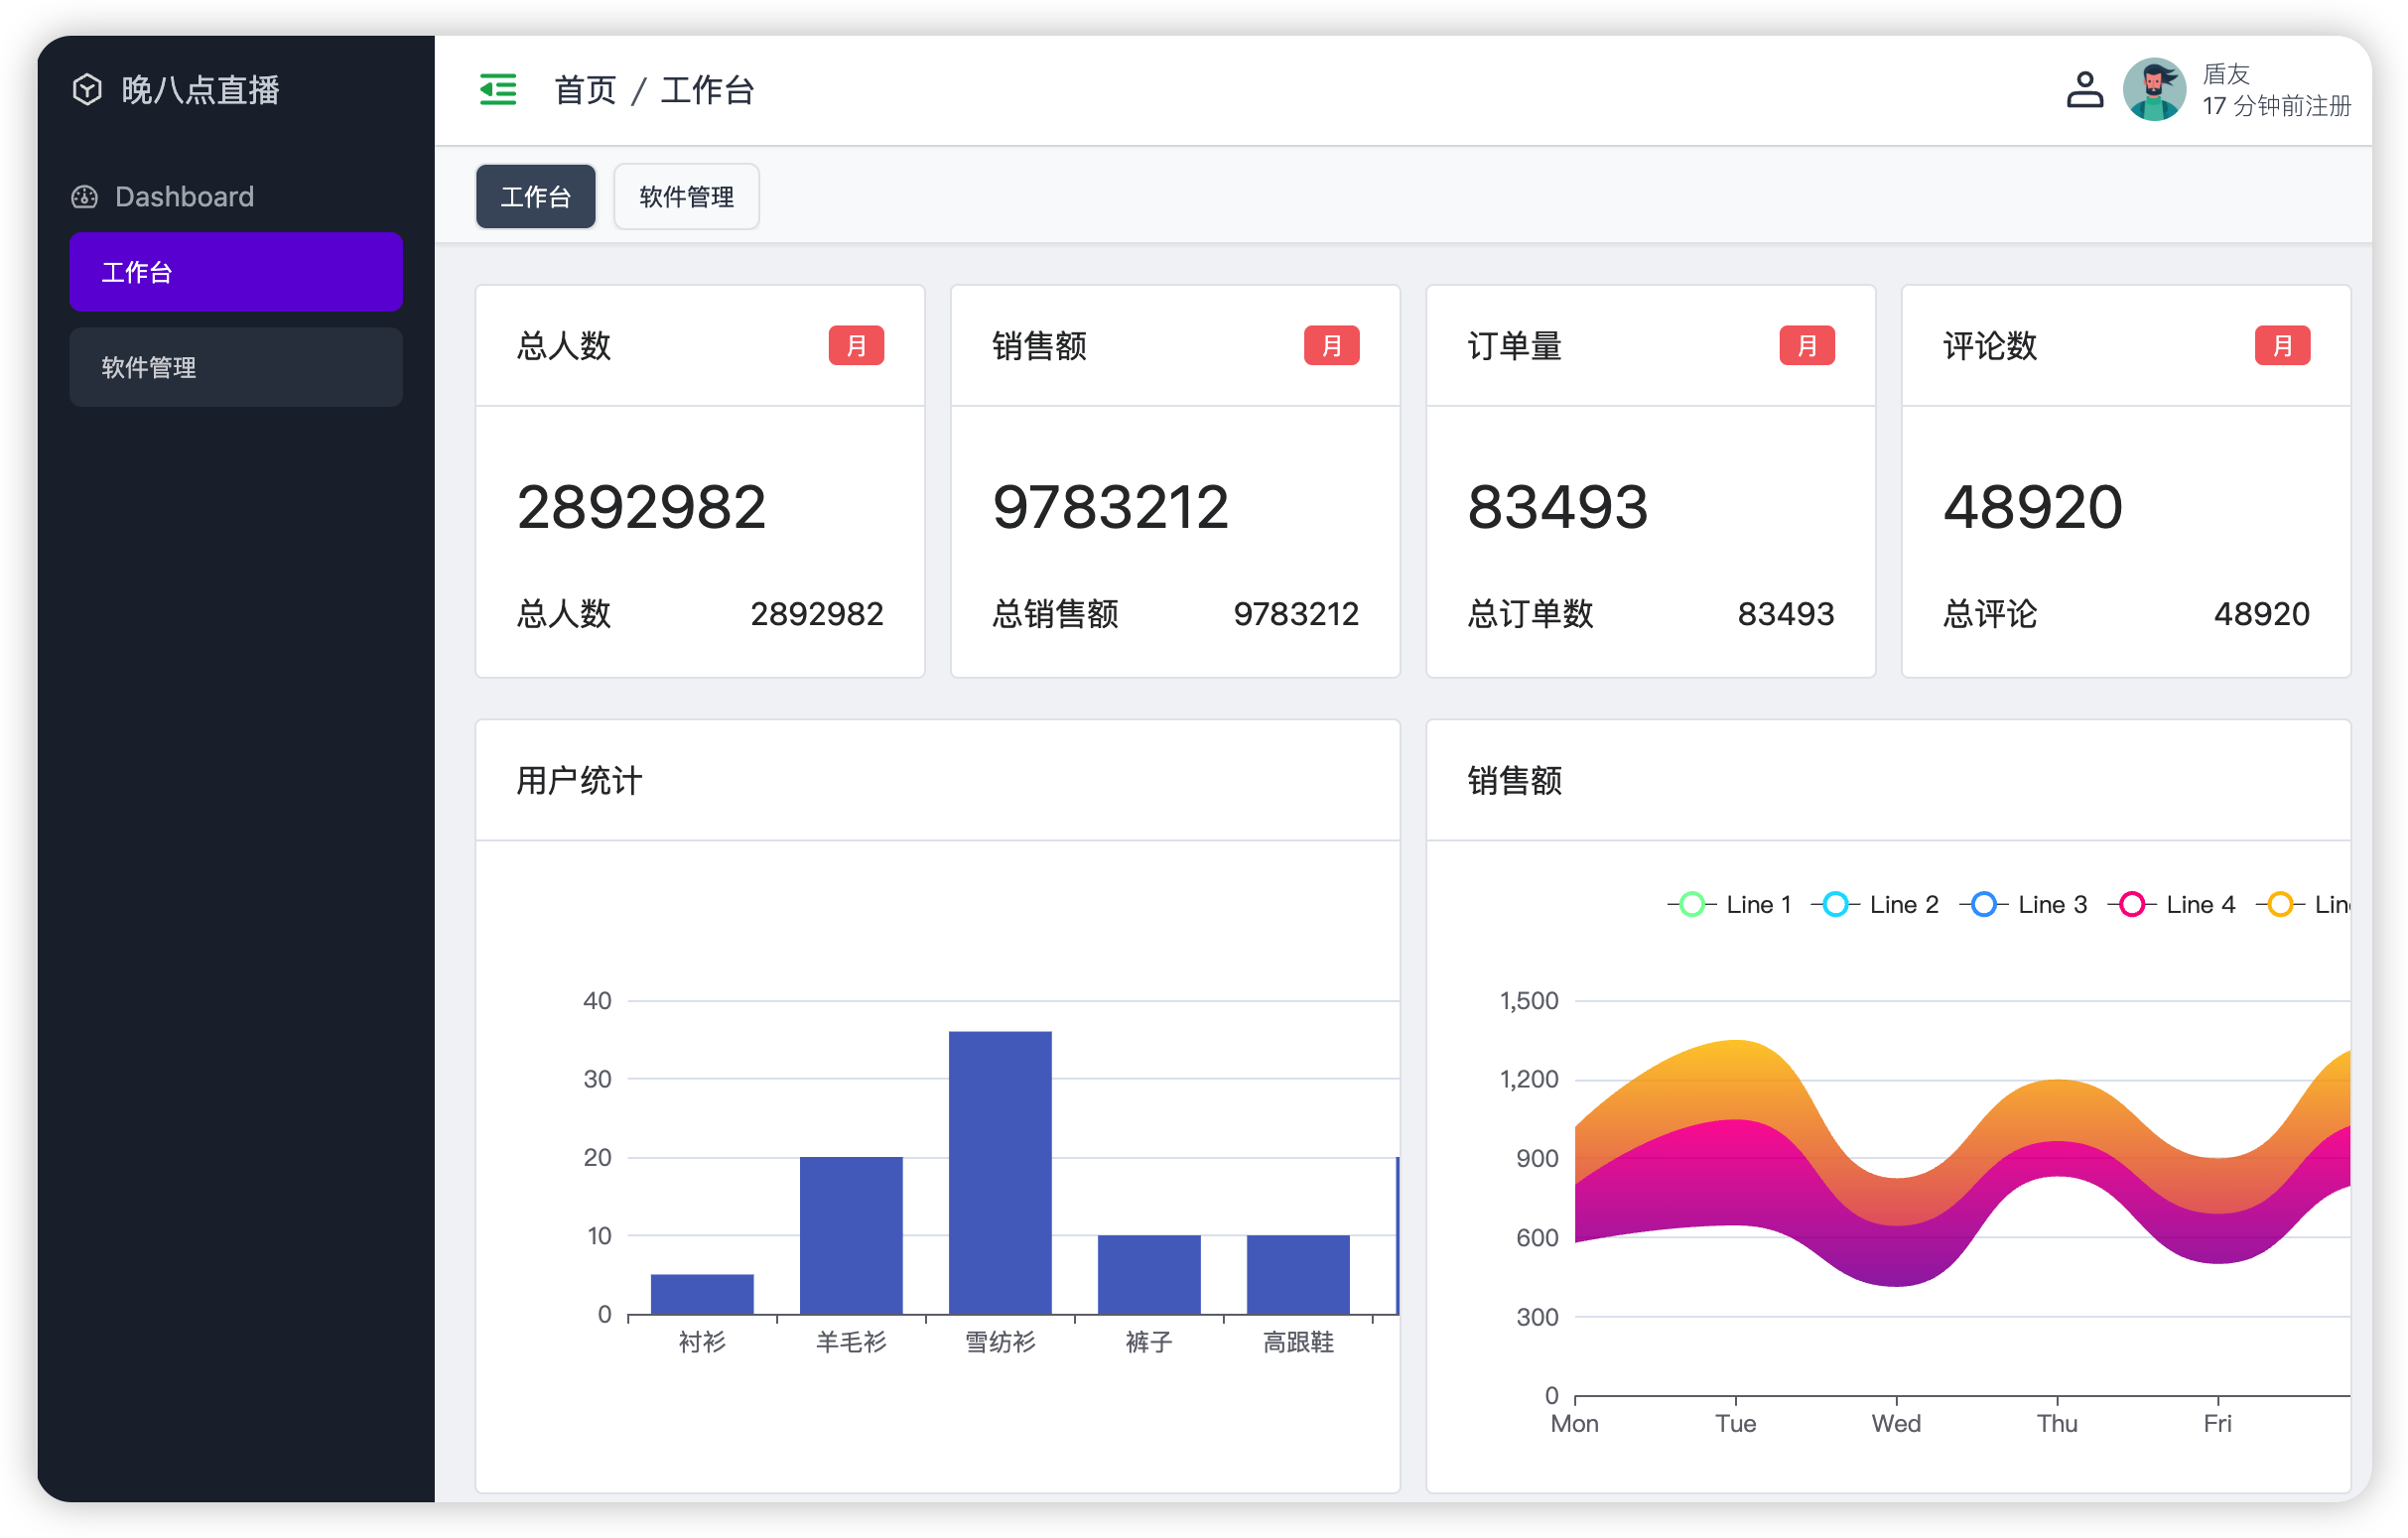 晚八点直播
Dashboard
工作台
软件管理
首页 / 工作台
盾友
17 分钟前注册
工作台 软件管理
总人数 月
2892982
总人数 2892982
销售额 月
9783212
总销售额 9783212
订单量 月
83493
总订单数 83493
评论数 月
48920
总评论 48920
用户统计
40
30
20
10
0
衬衫 羊毛衫 雪纺衫 裤子 高跟鞋
销售额
Line 1 Line 2 Line 3 Line 4
1,500
1,200
900
600
300
0
Mon Tue Wed Thu Fri